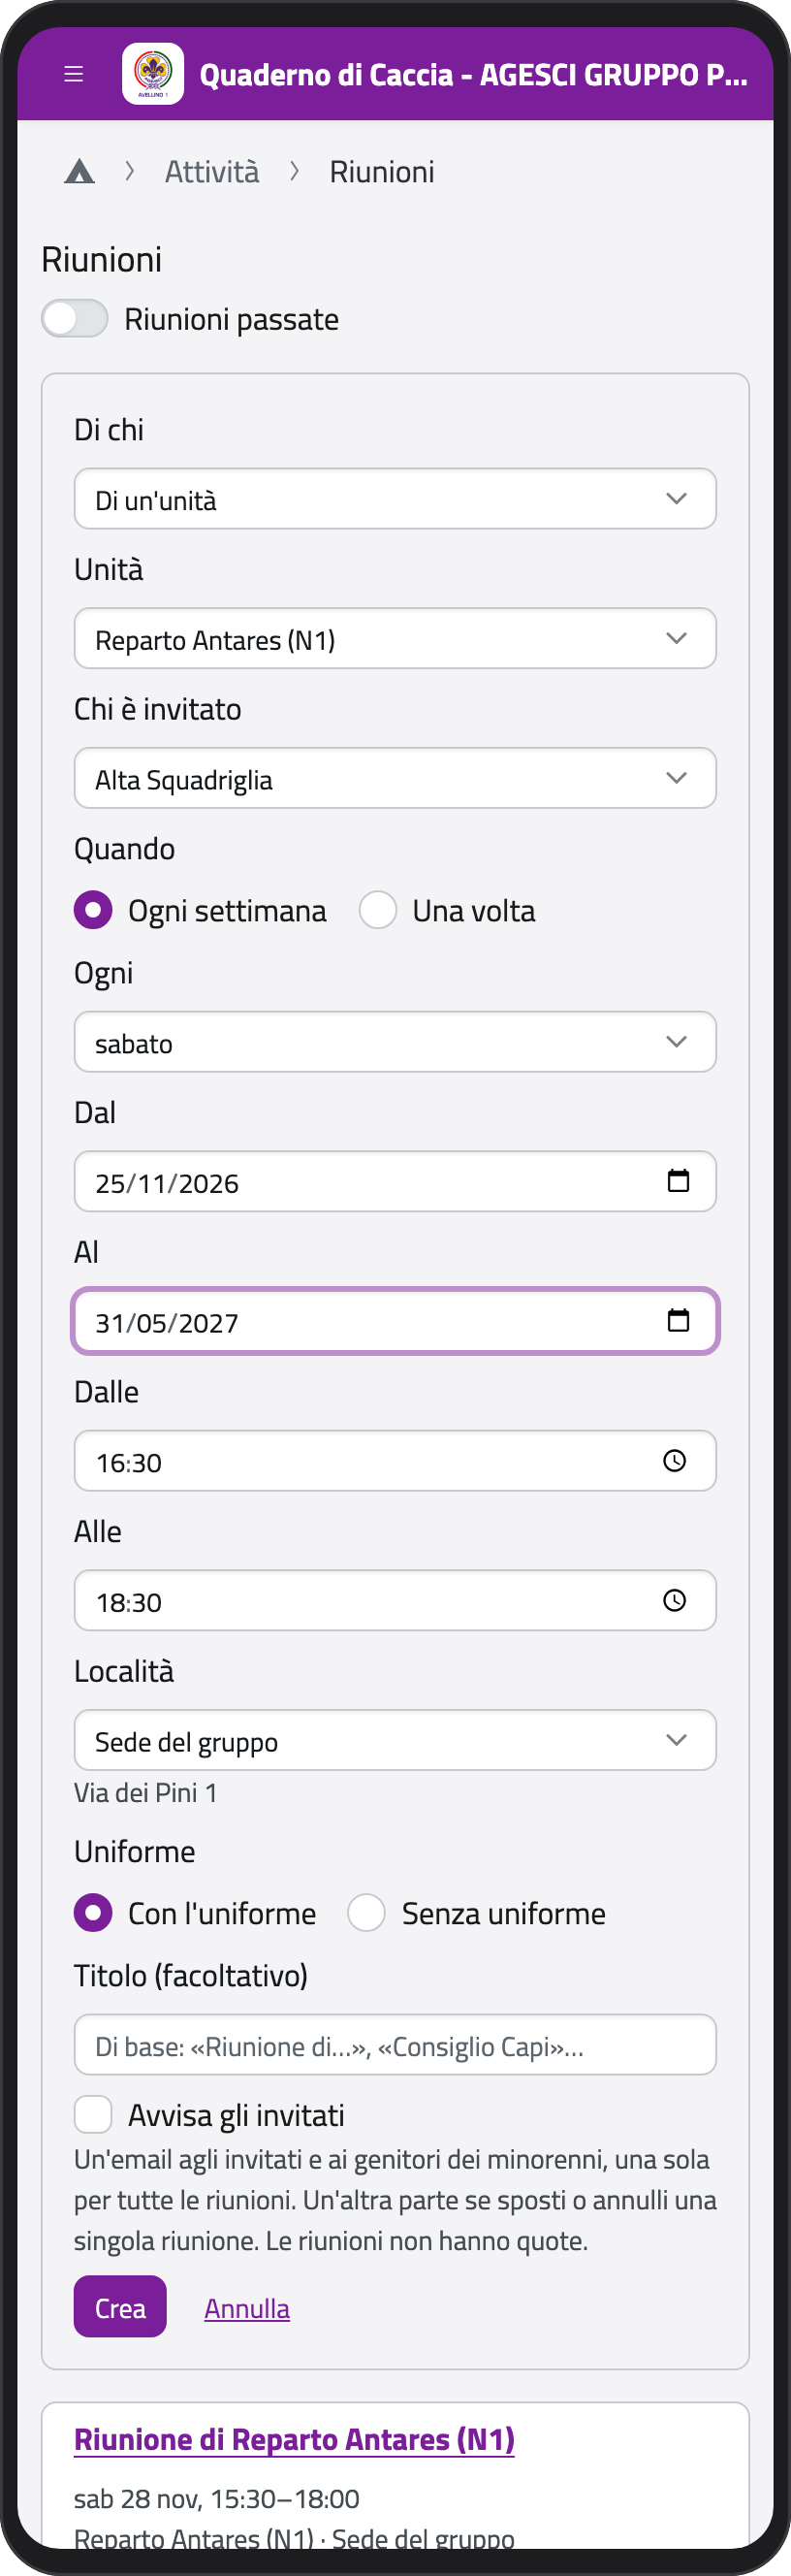 AVELLINO 1
Quaderno di Caccia - AGESCI GRUPPO P...
Attività
Riunioni
Riunioni
Riunioni passate
Di chi
Di un'unità
Unità
Reparto Antares (N1)
Chi è invitato
Alta Squadriglia
Quando
Ogni settimana
Una volta
Ogni
sabato
Dal
25/11/2026
Al
31/05/2027
Dalle
16:30
Alle
18:30
Località
Sede del gruppo
Via dei Pini 1
Uniforme
Con l'uniforme
Senza uniforme
Titolo (facoltativo)
Di base: «Riunione di...», «Consiglio Capi»...
Avvisa gli invitati
Un'email agli invitati e ai genitori dei minorenni, una sola
per tutte le riunioni. Un'altra parte se sposti o annulli una
singola riunione. Le riunioni non hanno quote.
Crea
Annulla
Riunione di Reparto Antares (N1)
sab 28 nov, 15:30–18:00
Reparto Antares (N1) · Sede del gruppo